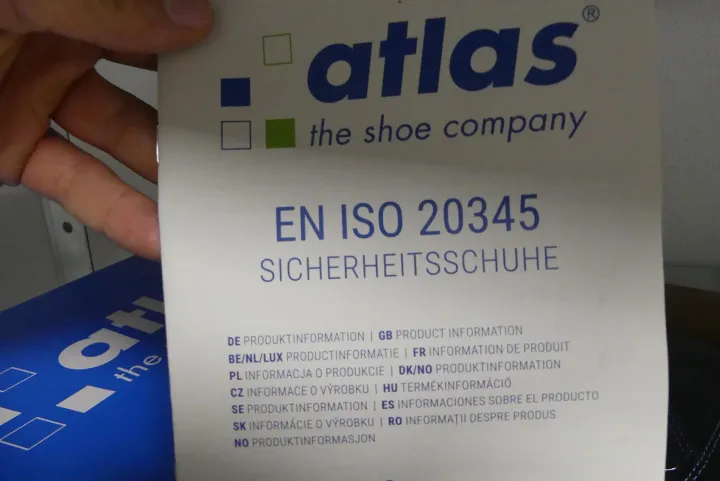 atlas®
the shoe company
EN ISO 20345
SICHERHEITSSCHUHE
DE PRODUKTINFORMATION | GB PRODUCT INFORMATION
BE/NL/LUX PRODUCTINFORMATIE | FR INFORMATION DE PRODUIT
PL INFORMACJA O PRODUKCIE | DK/NO PRODUKTINFORMATION
CZ INFORMACE O VÝROBKU | HU TERMÉKINFORMÁCIÓ
SE PRODUKTINFORMATION | ES INFORMACIONES SOBRE EL PRODUCTO
SK INFORMÁCIE O VÝROBKU | RO INFORMAȚII DESPRE PRODUS
NO PRODUKTINFORMASJON
the